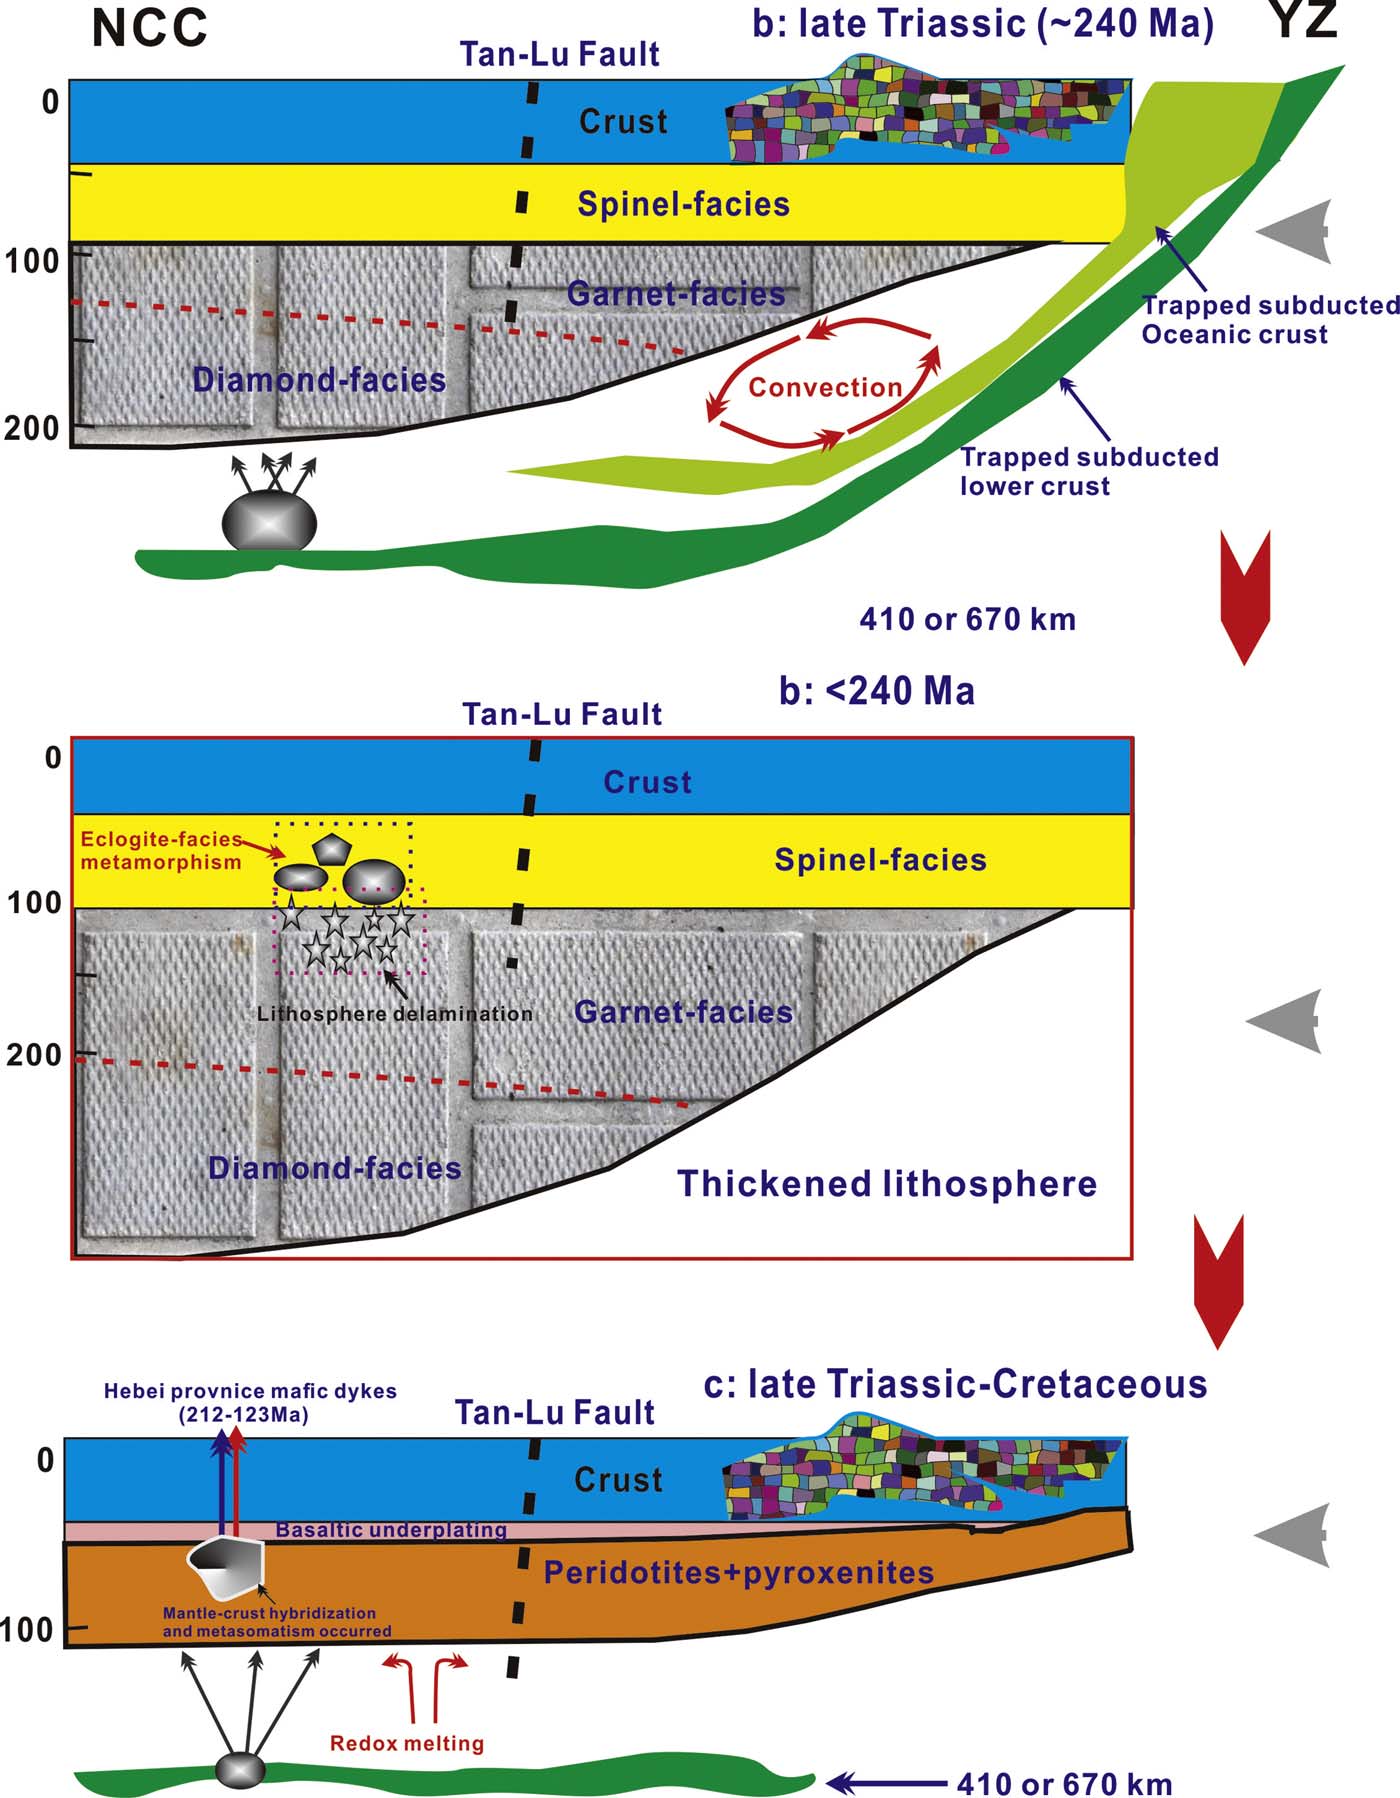 NCC
b: late Triassic (~240 Ma)
YZ
Tan-Lu Fault
0
Crust
Spinel-facies
100
Garnet-facies
Trapped subducted
Oceanic crust
Diamond-facies
Convection
200
Trapped subducted
lower crust
410 or 670 km
b: <240 Ma
Tan-Lu Fault
0
Crust
Eclogite-facies
metamorphism
Spinel-facies
100
Lithosphere delamination
Garnet-facies
200
Diamond-facies
Thickened lithosphere
c: late Triassic-Cretaceous
Hebei provnice mafic dykes
(212-123Ma)
Tan-Lu Fault
0
Crust
Basaltic underplating
Peridotites+pyroxenites
Mantle-crust hybridization
and metasomatism occurred
100
Redox melting
410 or 670 km